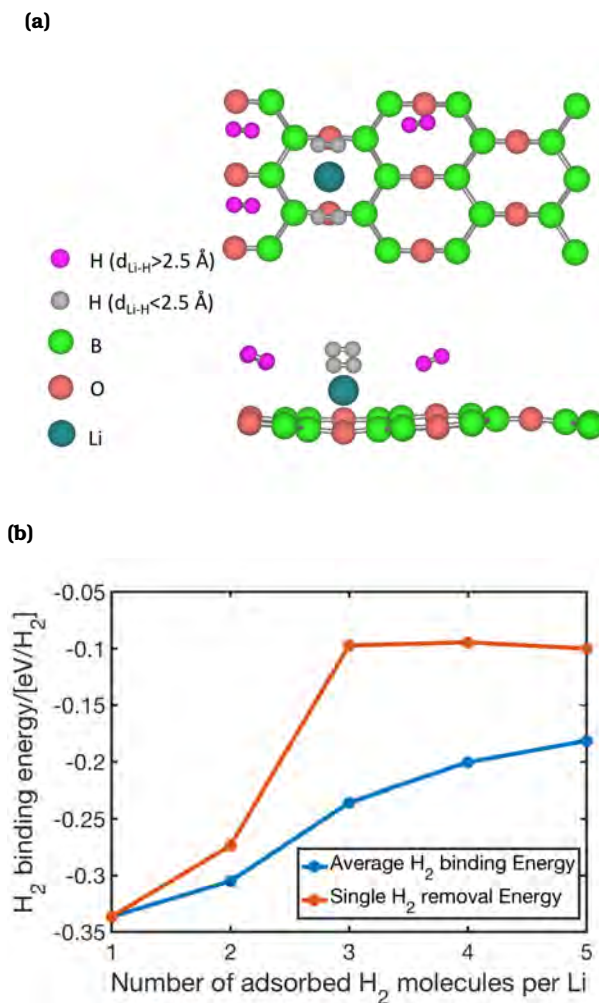 (a)
H (dLi-H>2.5 Å)
H (dLi-H<2.5 Å)
B
O
Li
(b)
H2 binding energy/[eV/H2]
-0.05
-0.1
-0.15
-0.2
-0.25
-0.3
-0.35
Average H2 binding Energy
Single H2 removal Energy
1 2 3 4 5
Number of adsorbed H2 molecules per Li